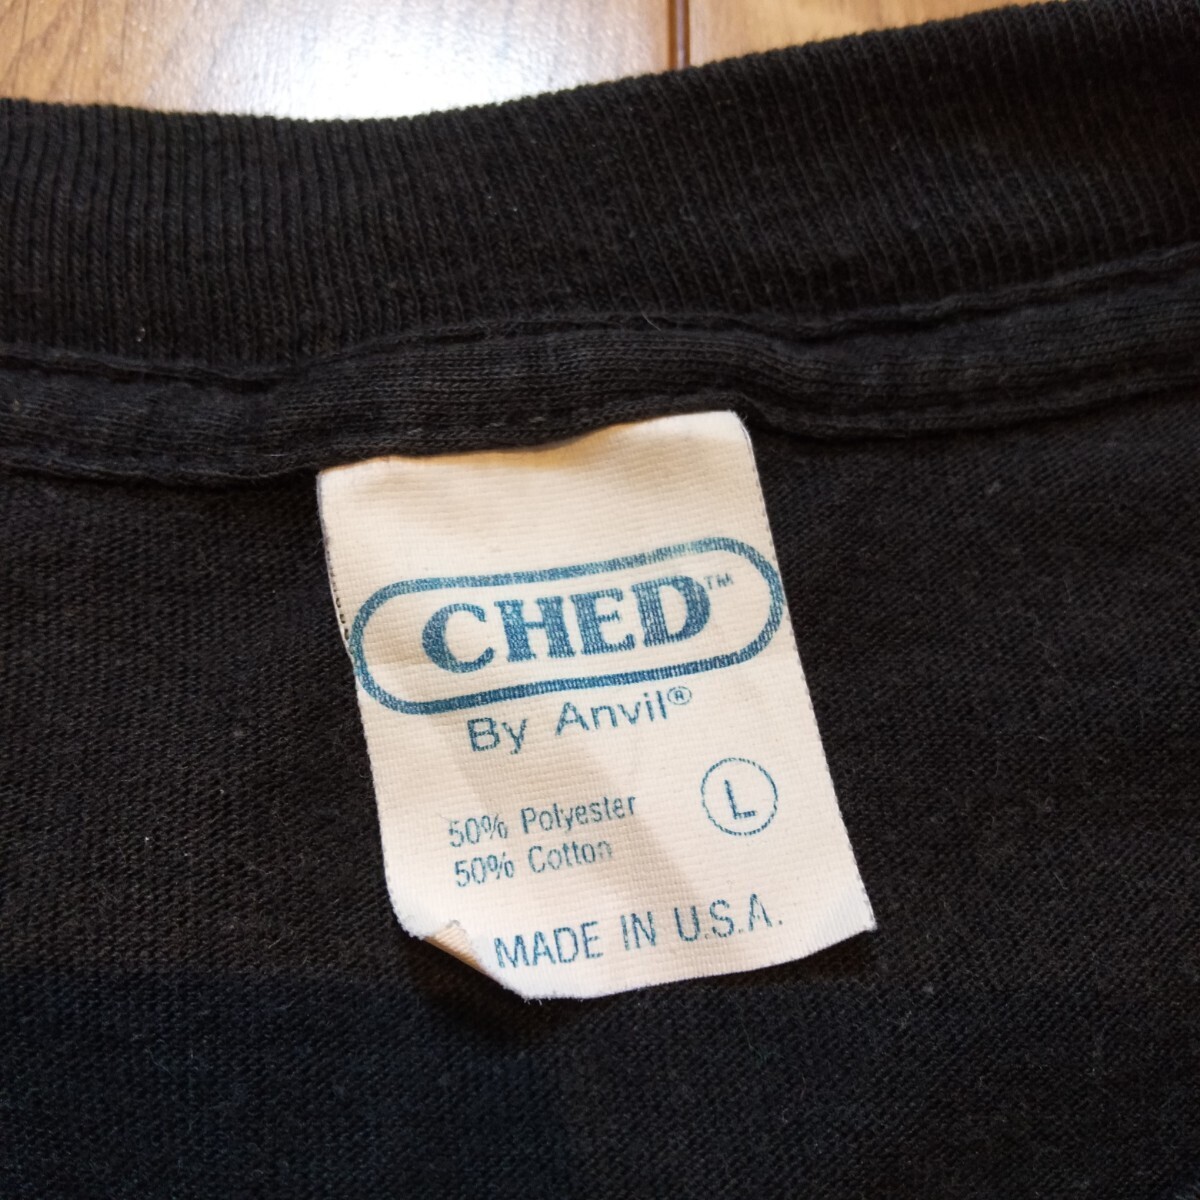 CHED™
By Anvil®
50% Polyester
L
50% Cotton
MADE IN U.S.A.